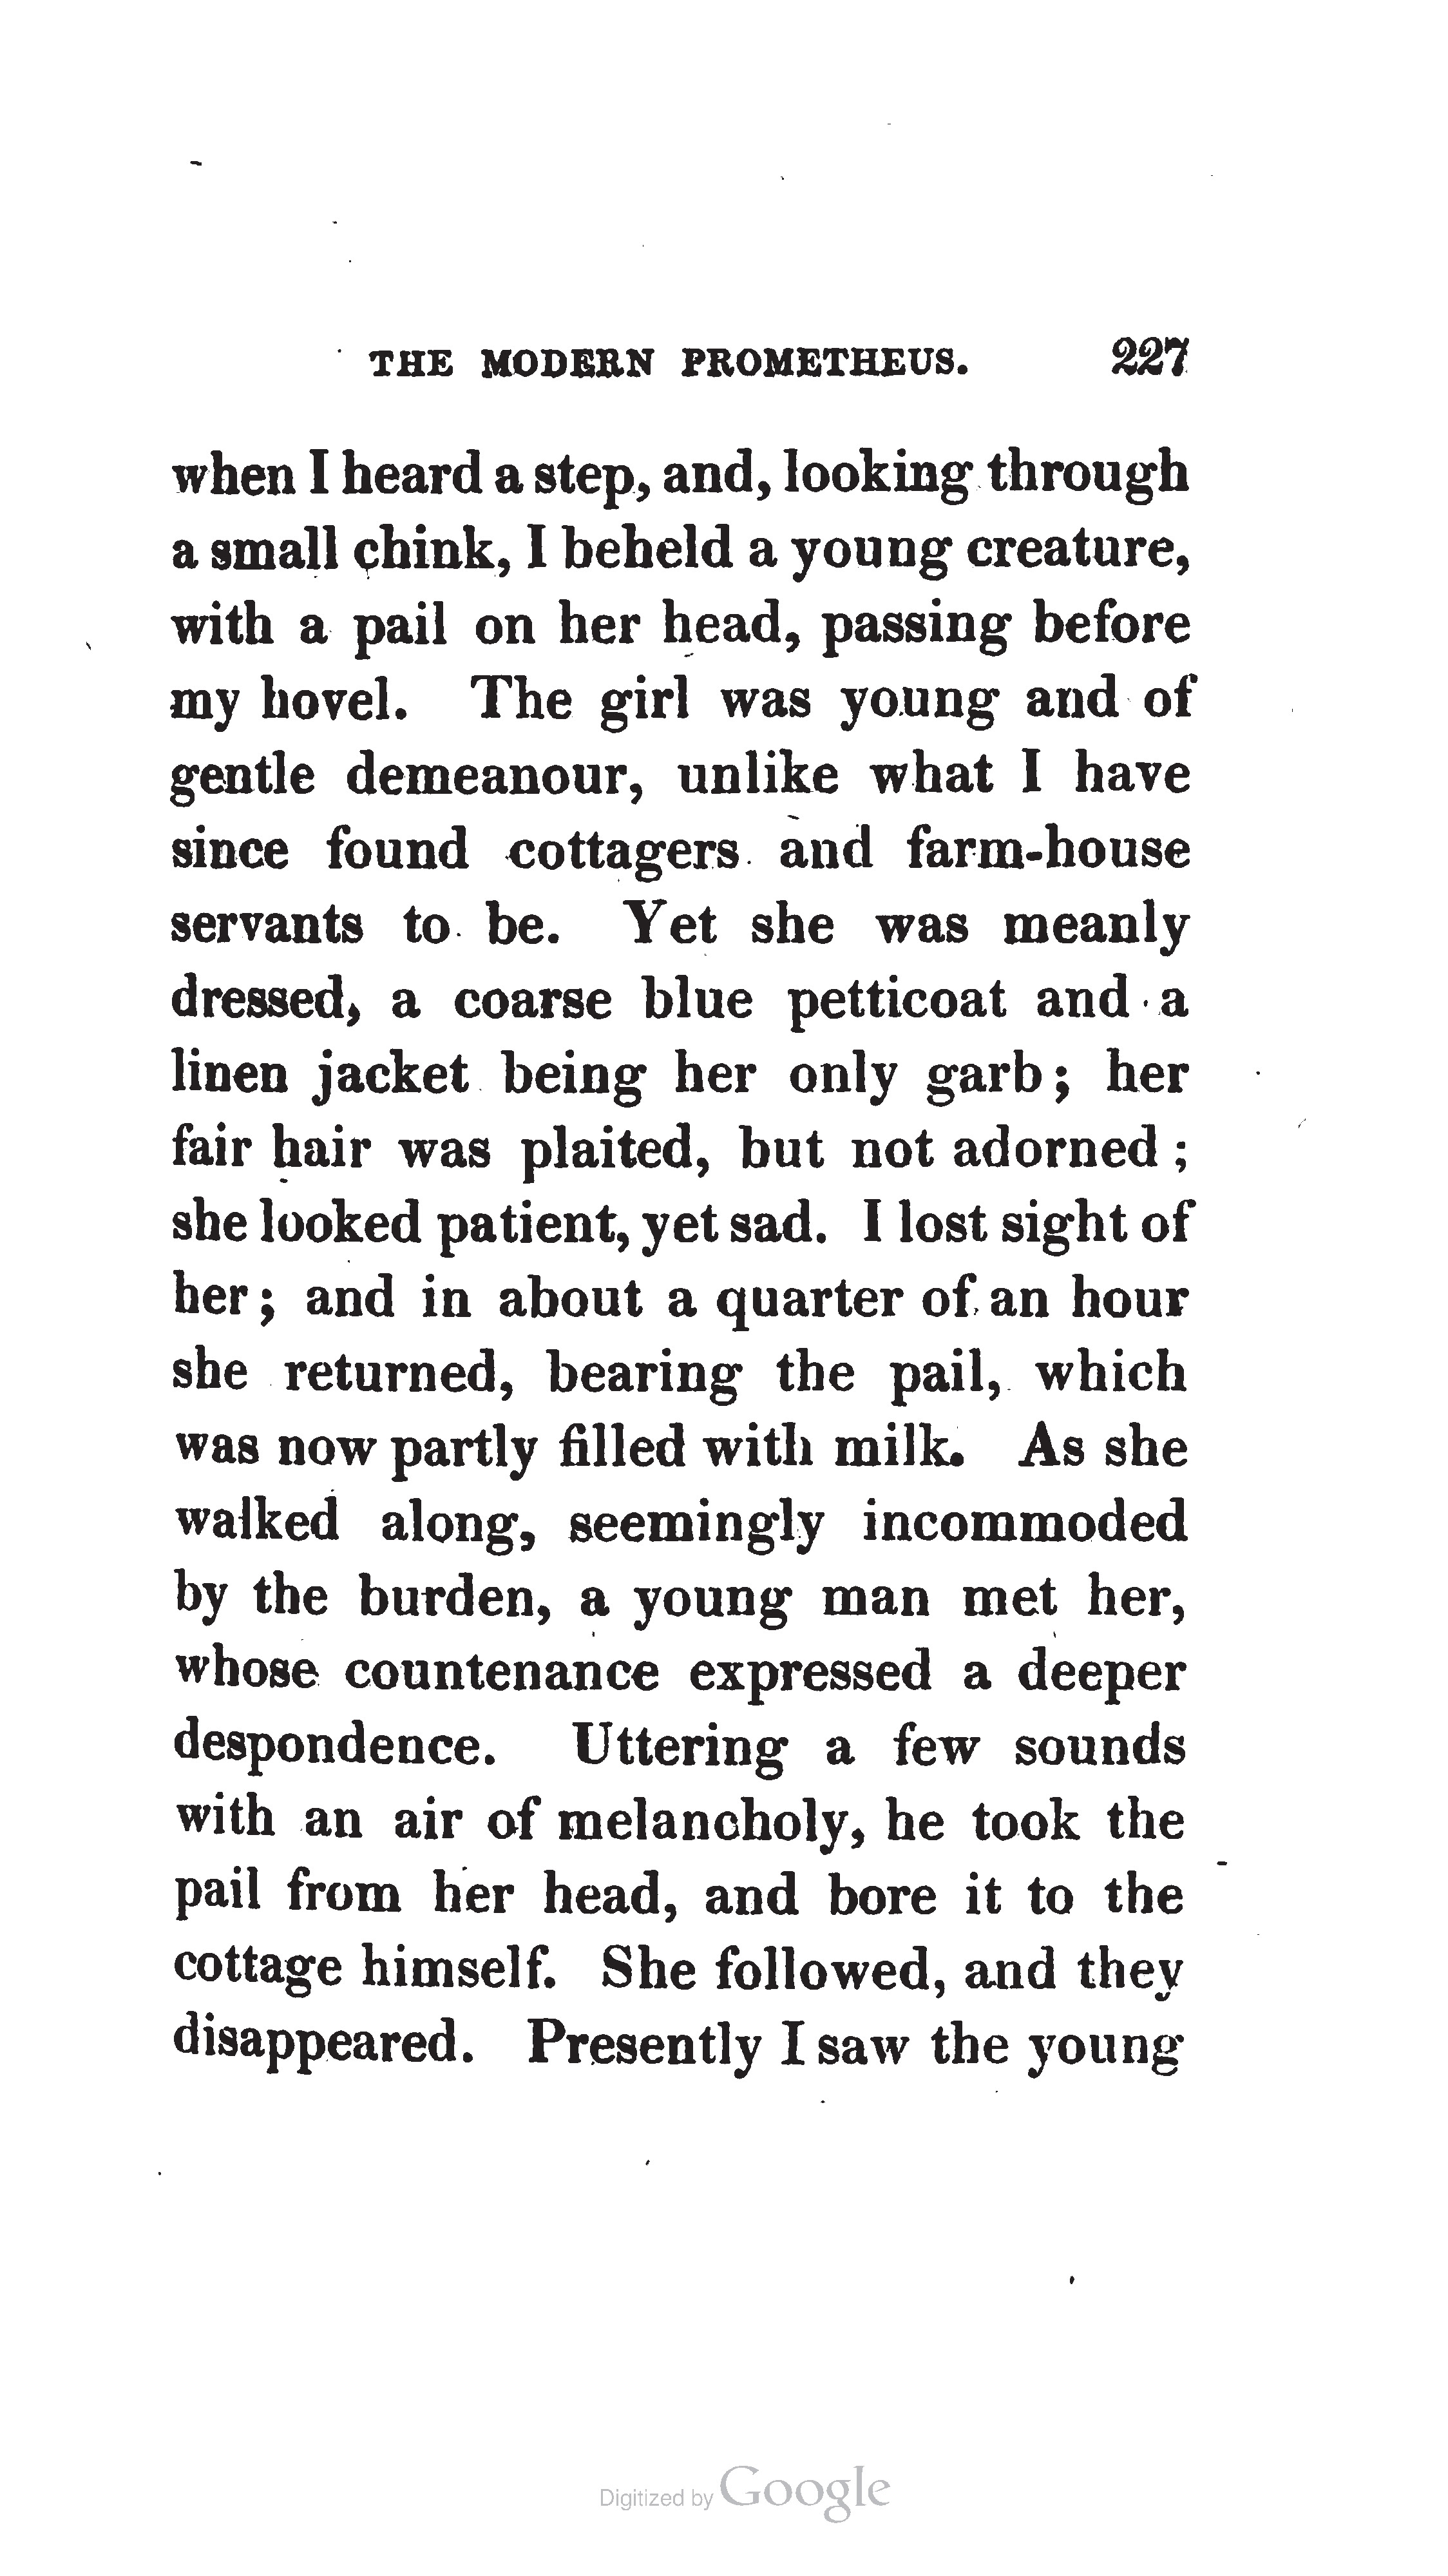 THE MODERN PROMETHEUS. 227
when I heard a step, and, looking through
a small chink, I beheld a young creature,
with a pail on her head, passing before
my hovel. The girl was young and of
gentle demeanour, unlike what I have
since found cottagers and farm-house
servants to be. Yet she was meanly
dressed, a coarse blue petticoat and a
linen jacket being her only garb; her
fair hair was plaited, but not adorned;
she looked patient, yet sad. I lost sight of
her; and in about a quarter of an hour
she returned, bearing the pail, which
was now partly filled with milk. As she
walked along, seemingly incommoded
by the burden, a young man met her,
whose countenance expressed a deeper
despondence. Uttering a few sounds
with an air of melancholy, he took the
pail from her head, and bore it to the
cottage himself. She followed, and they
disappeared. Presently I saw the young
Digitized by Google